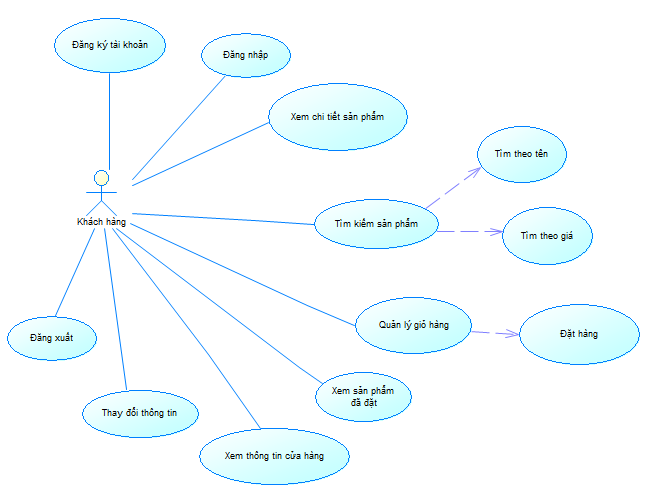 Đăng ký tài khoản
Đăng nhập
Xem chi tiết sản phẩm
Tìm theo tên
Khách hàng
Tìm kiếm sản phẩm
Tìm theo giá
Quản lý giỏ hàng
Đặt hàng
Đăng xuất
Xem sản phẩm
đã đặt
Thay đổi thông tin
Xem thông tin cửa hàng